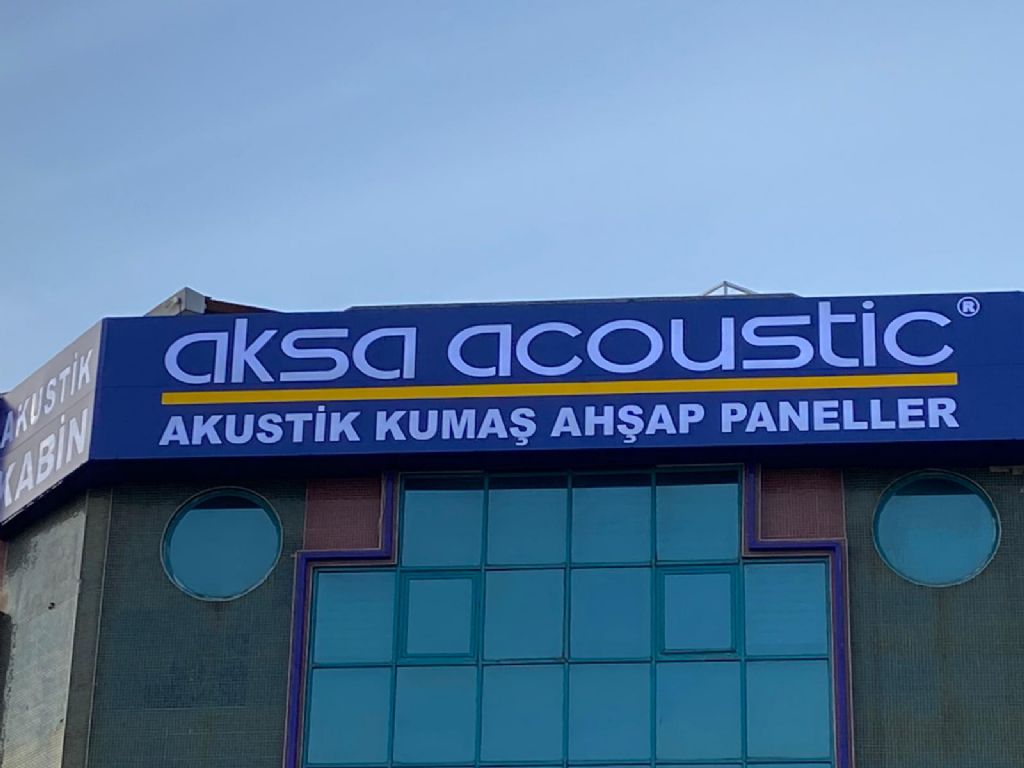 aksa acoustic®
AKUSTİK KUMAŞ AHŞAP PANELLER
AKUSTİK
KABİN